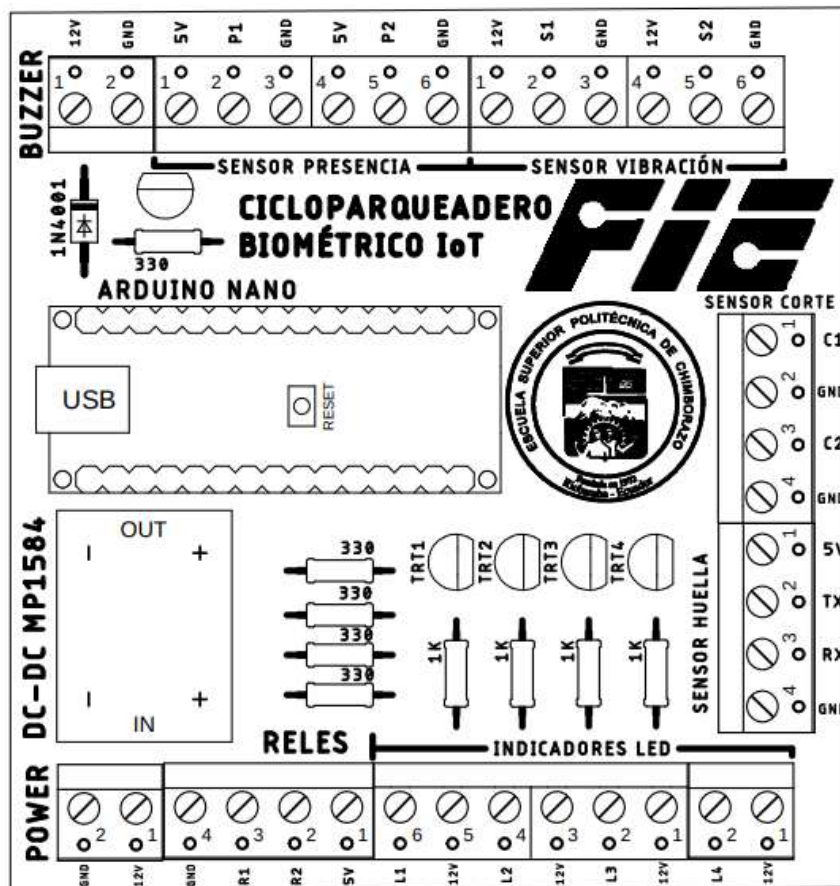 12V GND 5V P1 GND 5V P2 GND 12V S1 GND 12V S2 GND
BUZZER
1 2 1 2 3 4 5 6 1 2 3 4 5 6
SENSOR PRESENCIA
SENSOR VIBRACIÓN
1N4001
330
CICLOPARQUEADERO
BIOMÉTRICO IoT
FIE
ARDUINO NANO
USB
RESET
ESCUELA SUPERIOR POLITÉCNICA DE CHIMBORAZO
Riobamba - Ecuador
SENSOR CORTE
1 C1
2 GND
3 C2
4 GND
SENSOR HUELLA
1 5V
2 TX
3 RX
4 GND
DC-DC MP1584
OUT
- +
- +
IN
330
330
330
330
TRT1 TRT2 TRT3 TRT4
1K 1K 1K 1K
RELES
INDICADORES LED
POWER
2 1 4 3 2 1 6 5 4 3 2 1 2 1
GND 12V GND R1 R2 5V L1 12V L2 12V L3 12V L4 12V